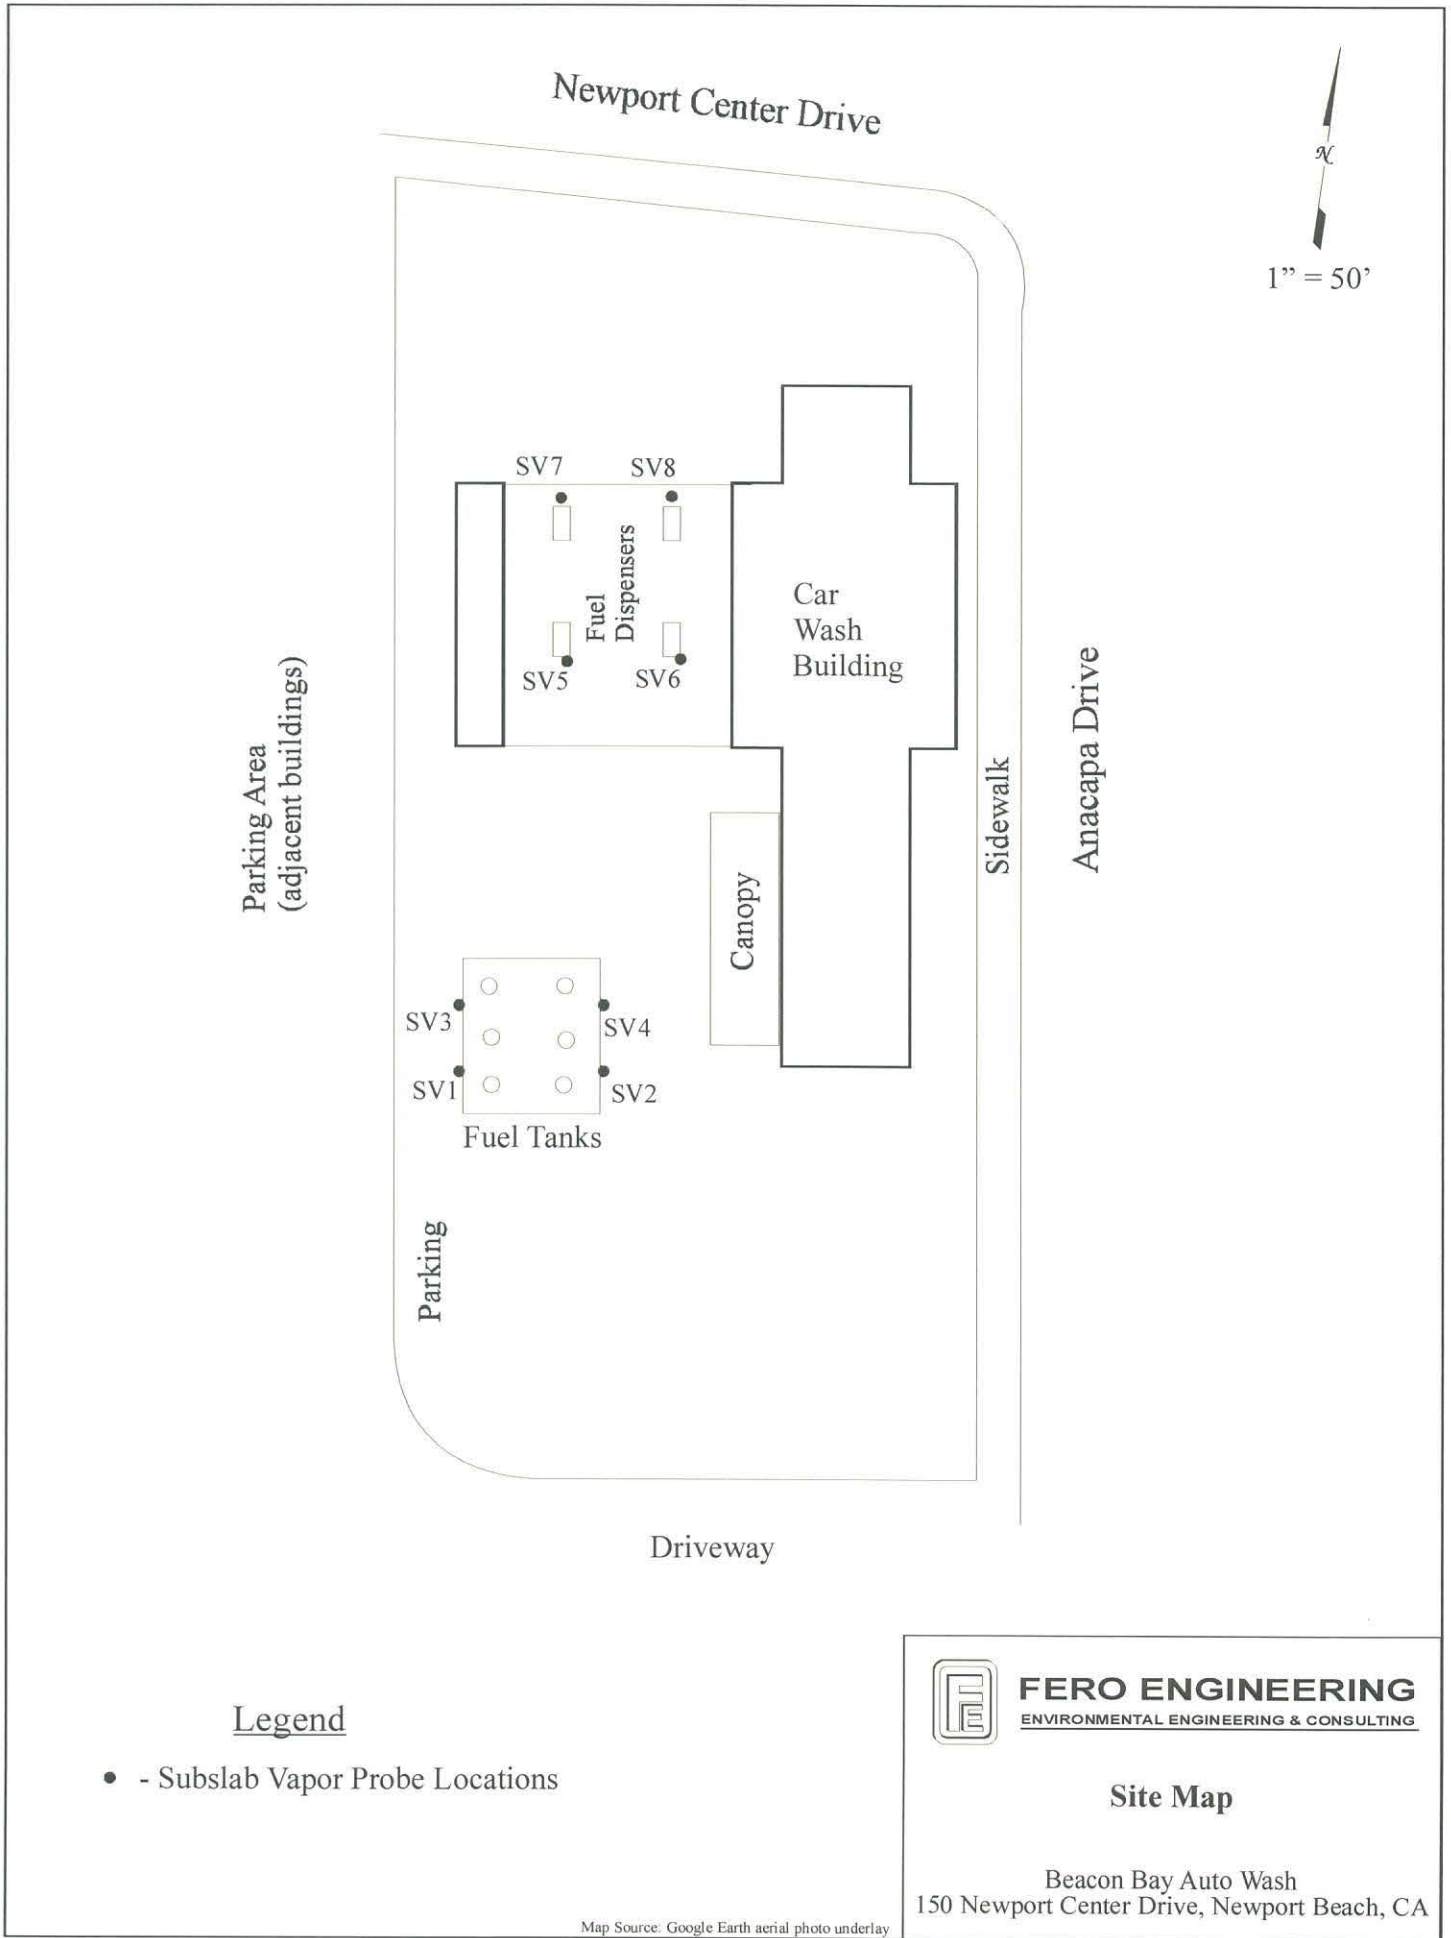 Newport Center Drive
N
1” = 50’
SV7
SV8
Fuel
Dispensers
SV5
SV6
Car
Wash
Building
Parking Area
(adjacent buildings)
Sidewalk
Anacapa Drive
Canopy
SV3
SV4
SV1
SV2
Fuel Tanks
Parking
Driveway
Legend
● - Subslab Vapor Probe Locations
FE
FERO ENGINEERING
ENVIRONMENTAL ENGINEERING & CONSULTING
Site Map
Beacon Bay Auto Wash
150 Newport Center Drive, Newport Beach, CA
Map Source: Google Earth aerial photo underlay